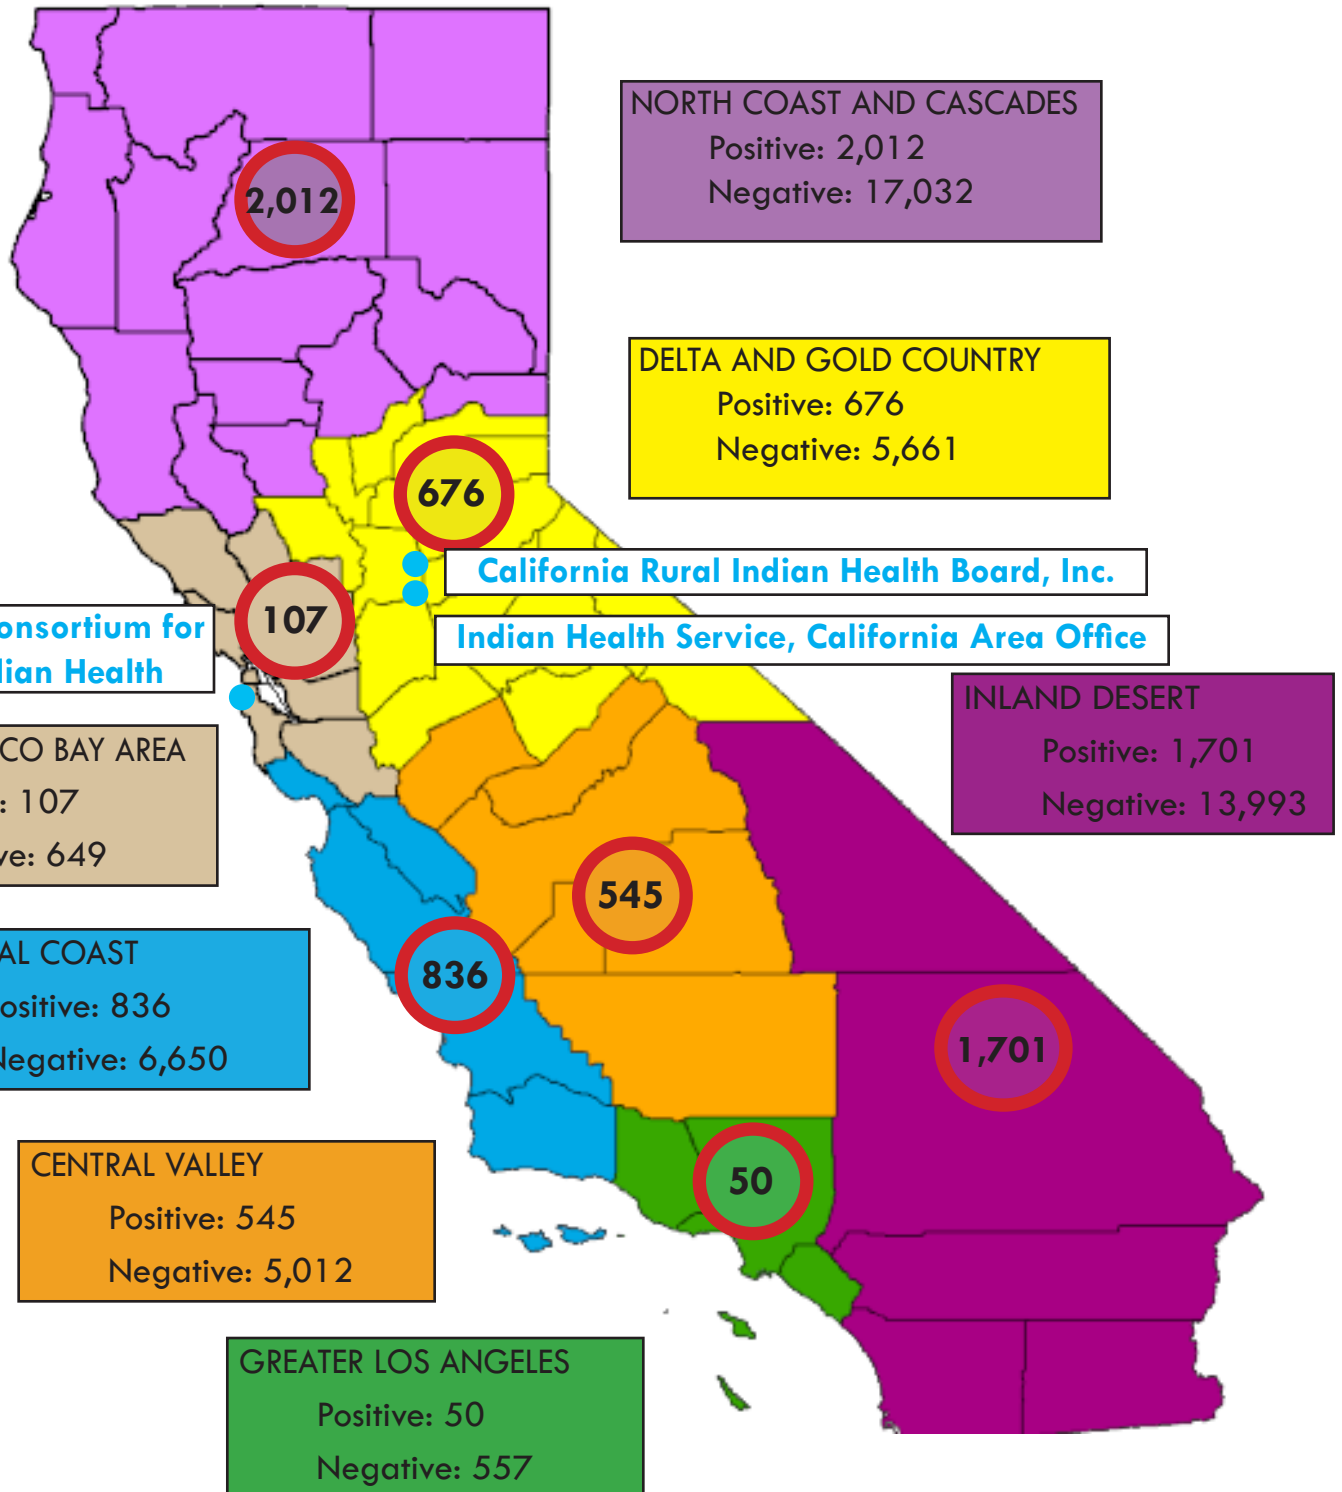 2,012
NORTH COAST AND CASCADES
Positive: 2,012
Negative: 17,032
DELTA AND GOLD COUNTRY
Positive: 676
Negative: 5,661
676
California Rural Indian Health Board, Inc.
107
onsortium for
dian Health
Indian Health Service, California Area Office
INLAND DESERT
Positive: 1,701
Negative: 13,993
CO BAY AREA
: 107
ve: 649
545
836
AL COAST
ositive: 836
Negative: 6,650
1,701
CENTRAL VALLEY
Positive: 545
Negative: 5,012
50
GREATER LOS ANGELES
Positive: 50
Negative: 557